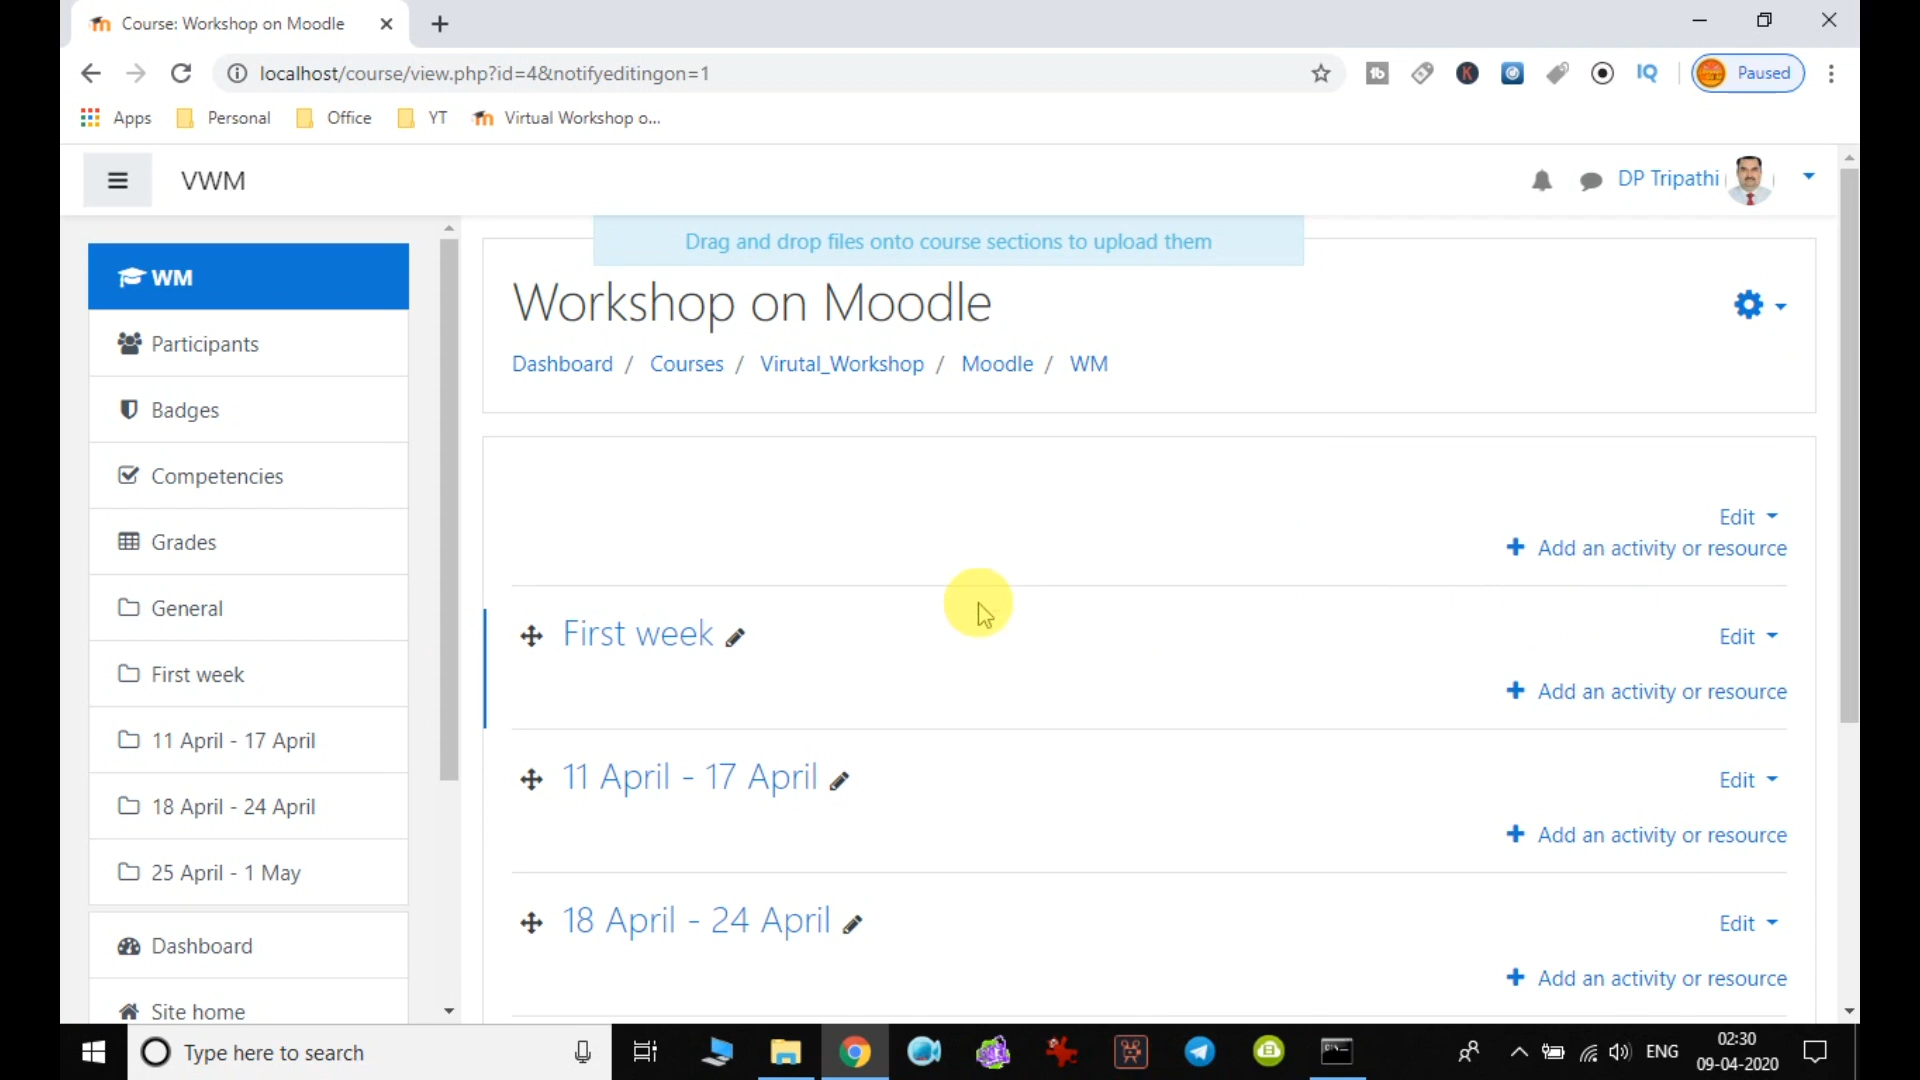 Course: Workshop on Moodle
localhost/course/view.php?id=4&notifyeditingon=1
Paused
Apps
Personal
Office
YT
Virtual Workshop o...
VWM
DP Tripathi
Drag and drop files onto course sections to upload them
WM
Participants
Badges
Competencies
Grades
General
First week
11 April - 17 April
18 April - 24 April
25 April - 1 May
Dashboard
Site home
Workshop on Moodle
Dashboard / Courses / Virutal_Workshop / Moodle / WM
Edit
Add an activity or resource
First week
Edit
Add an activity or resource
11 April - 17 April
Edit
Add an activity or resource
18 April - 24 April
Edit
Add an activity or resource
Type here to search
ENG
02:30
09-04-2020